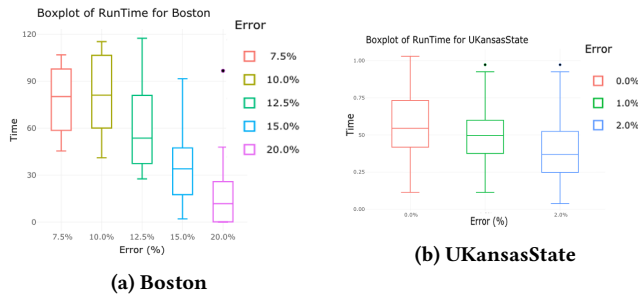 Boxplot of RunTime for Boston
Error
7.5%
10.0%
12.5%
15.0%
20.0%
Time
120
90
60
30
0
7.5% 10.0% 12.5% 15.0% 20.0%
Error (%)
(a) Boston
Boxplot of RunTime for UKansasState
Error
0.0%
1.0%
2.0%
Time
1.00
0.75
0.50
0.25
0.00
0.0% 2.0%
Error (%)
(b) UKansasState